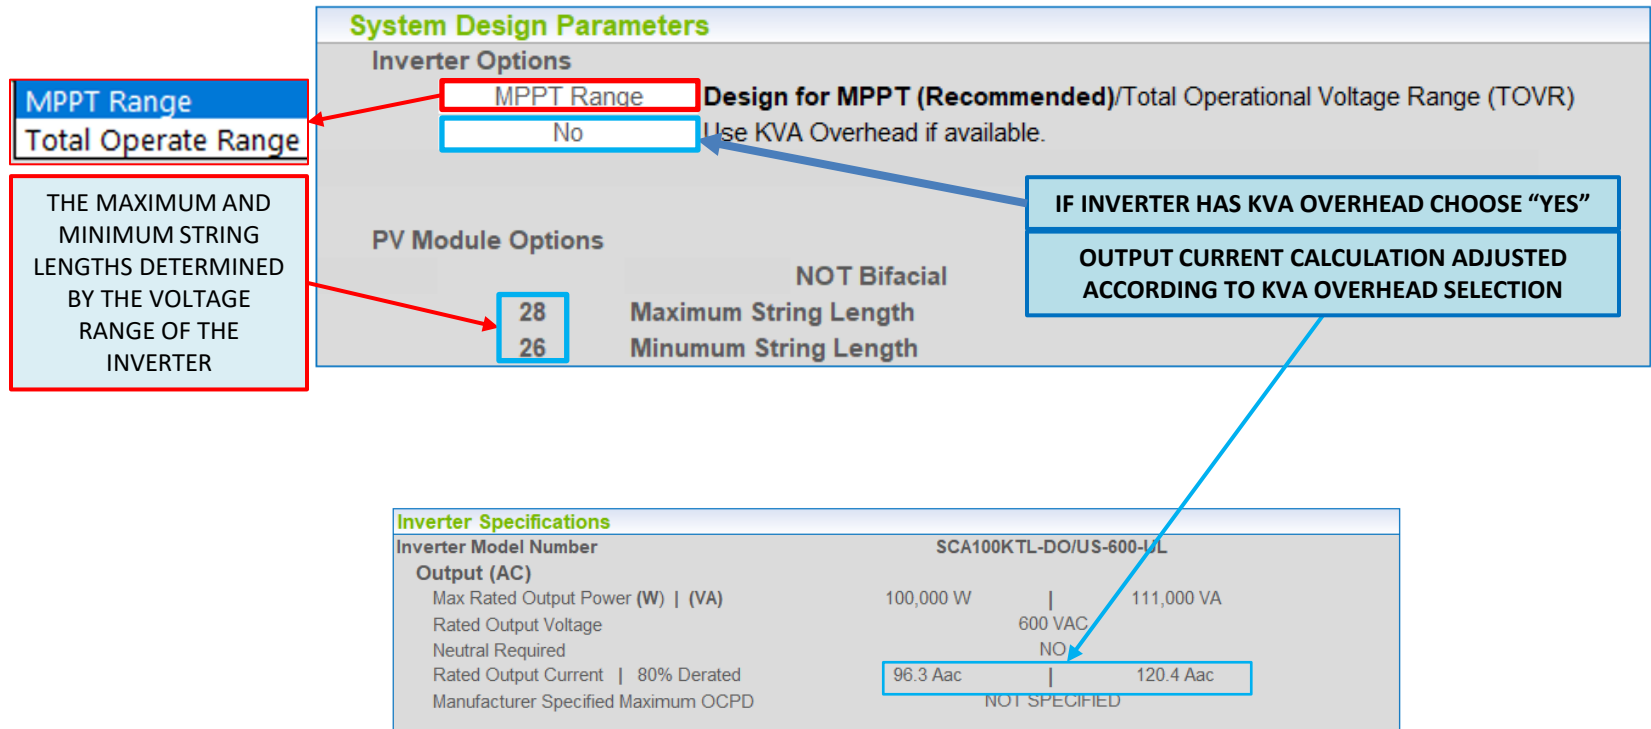 System Design Parameters
Inverter Options
MPPT Range
Total Operate Range
MPPT Range Design for MPPT (Recommended)/Total Operational Voltage Range (TOVR)
No Use KVA Overhead if available.
THE MAXIMUM AND
MINIMUM STRING
LENGTHS DETERMINED
BY THE VOLTAGE
RANGE OF THE
INVERTER
IF INVERTER HAS KVA OVERHEAD CHOOSE “YES”
OUTPUT CURRENT CALCULATION ADJUSTED
ACCORDING TO KVA OVERHEAD SELECTION
PV Module Options
NOT Bifacial
28 Maximum String Length
26 Minumum String Length
Inverter Specifications
Inverter Model Number SCA100KTL-DO/US-600-UL
Output (AC)
Max Rated Output Power (W) | (VA) 100,000 W | 111,000 VA
Rated Output Voltage 600 VAC
Neutral Required NO
Rated Output Current | 80% Derated 96.3 Aac | 120.4 Aac
Manufacturer Specified Maximum OCPD NOT SPECIFIED